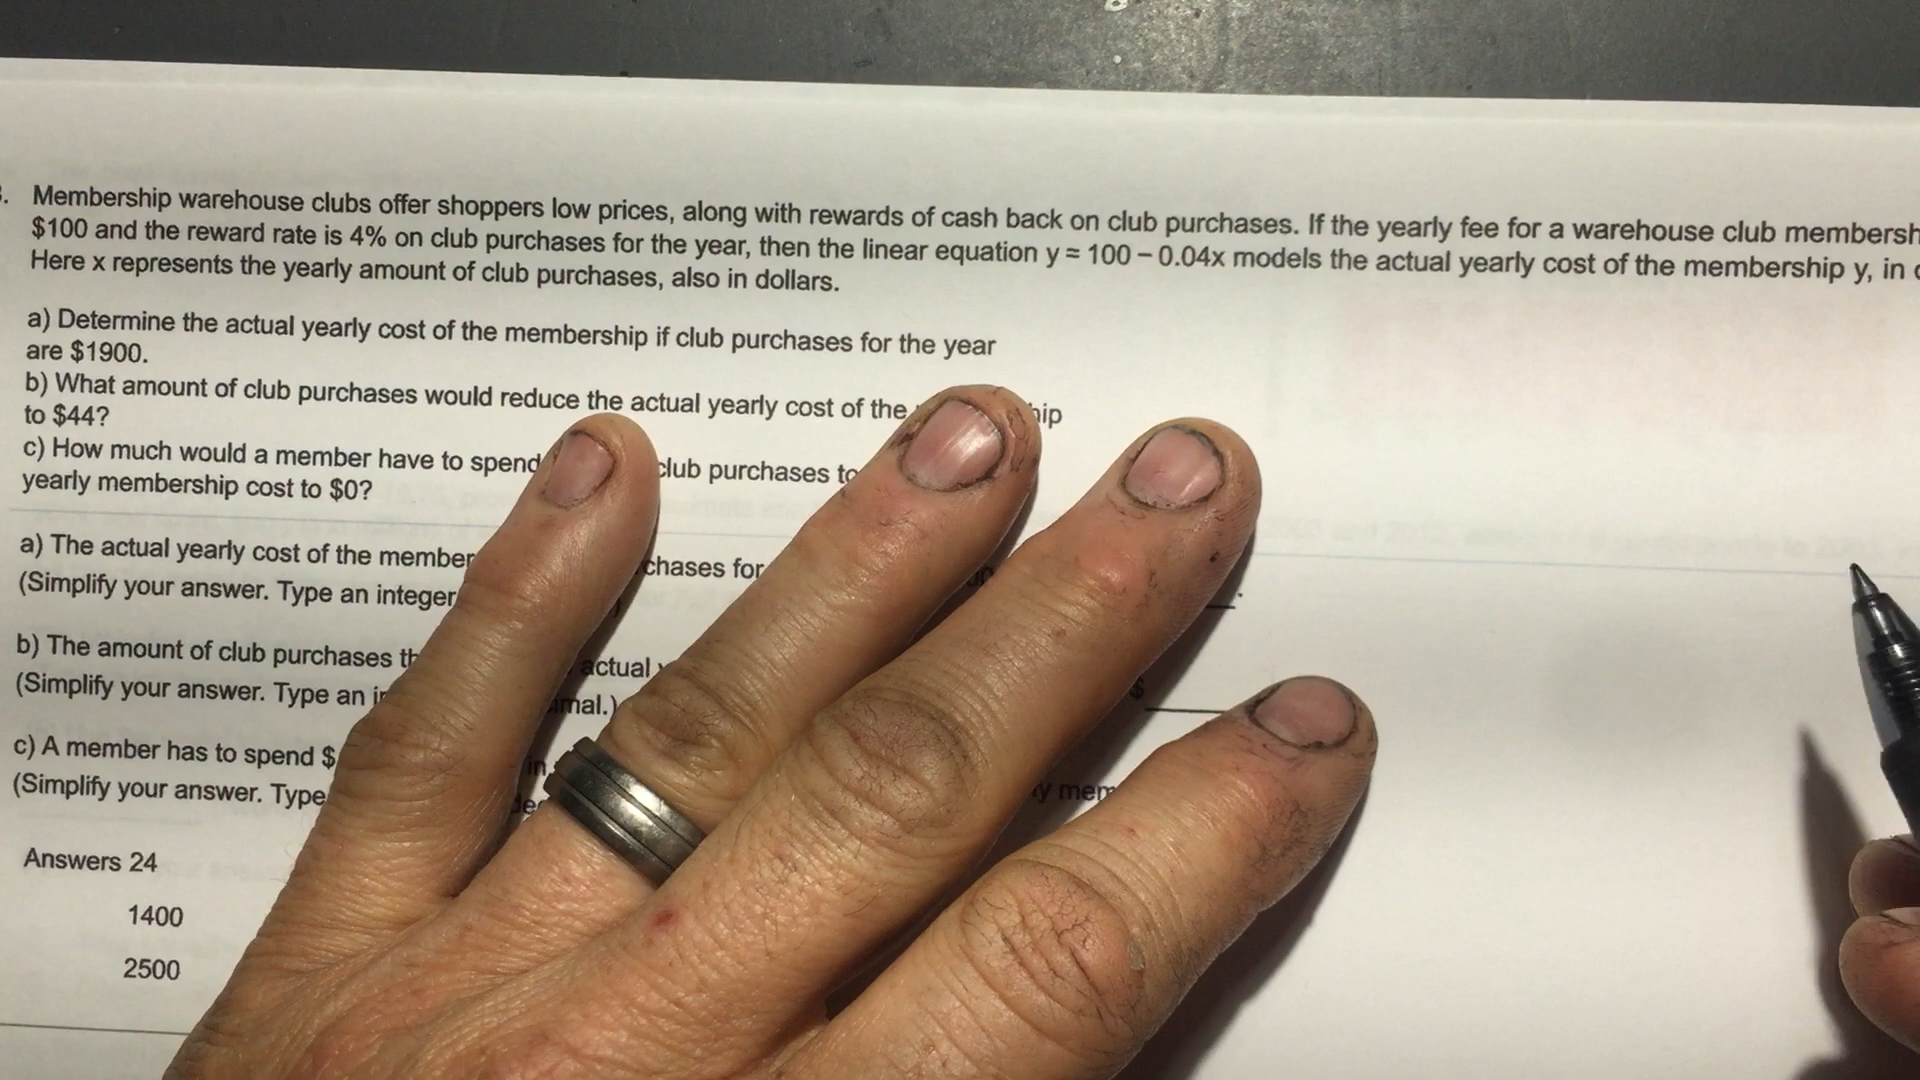 . Membership warehouse clubs offer shoppers low prices, along with rewards of cash back on club purchases. If the yearly fee for a warehouse club membersh
$100 and the reward rate is 4% on club purchases for the year, then the linear equation y = 100 – 0.04x models the actual yearly cost of the membership y, in
Here x represents the yearly amount of club purchases, also in dollars.
a) Determine the actual yearly cost of the membership if club purchases for the year
are $1900.
b) What amount of club purchases would reduce the actual yearly cost of the ip
to $44?
c) How much would a member have to spend club purchases to
yearly membership cost to $0?
a) The actual yearly cost of the member chases for
(Simplify your answer. Type an integer
b) The amount of club purchases th actual
(Simplify your answer. Type an imal.) $
c) A member has to spend $ in y mem
(Simplify your answer. Type dec
Answers 24
1400
2500